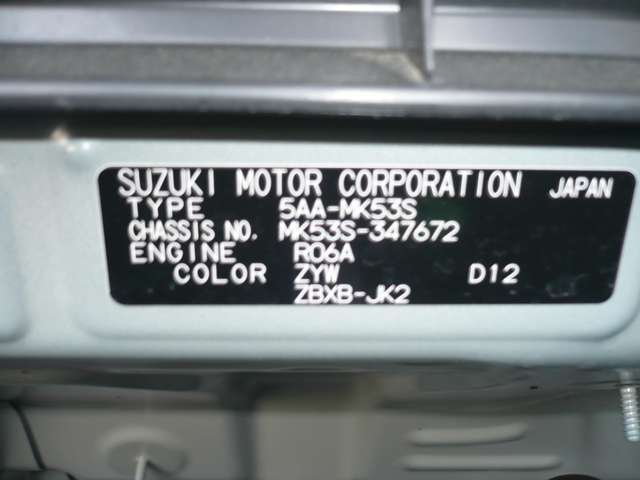 SUZUKI MOTOR CORPORATION JAPAN
TYPE 5AA-MK53S
CHASSIS NO. MK53S-347672
ENGINE R06A
COLOR ZYW D12
ZBXB-JK2